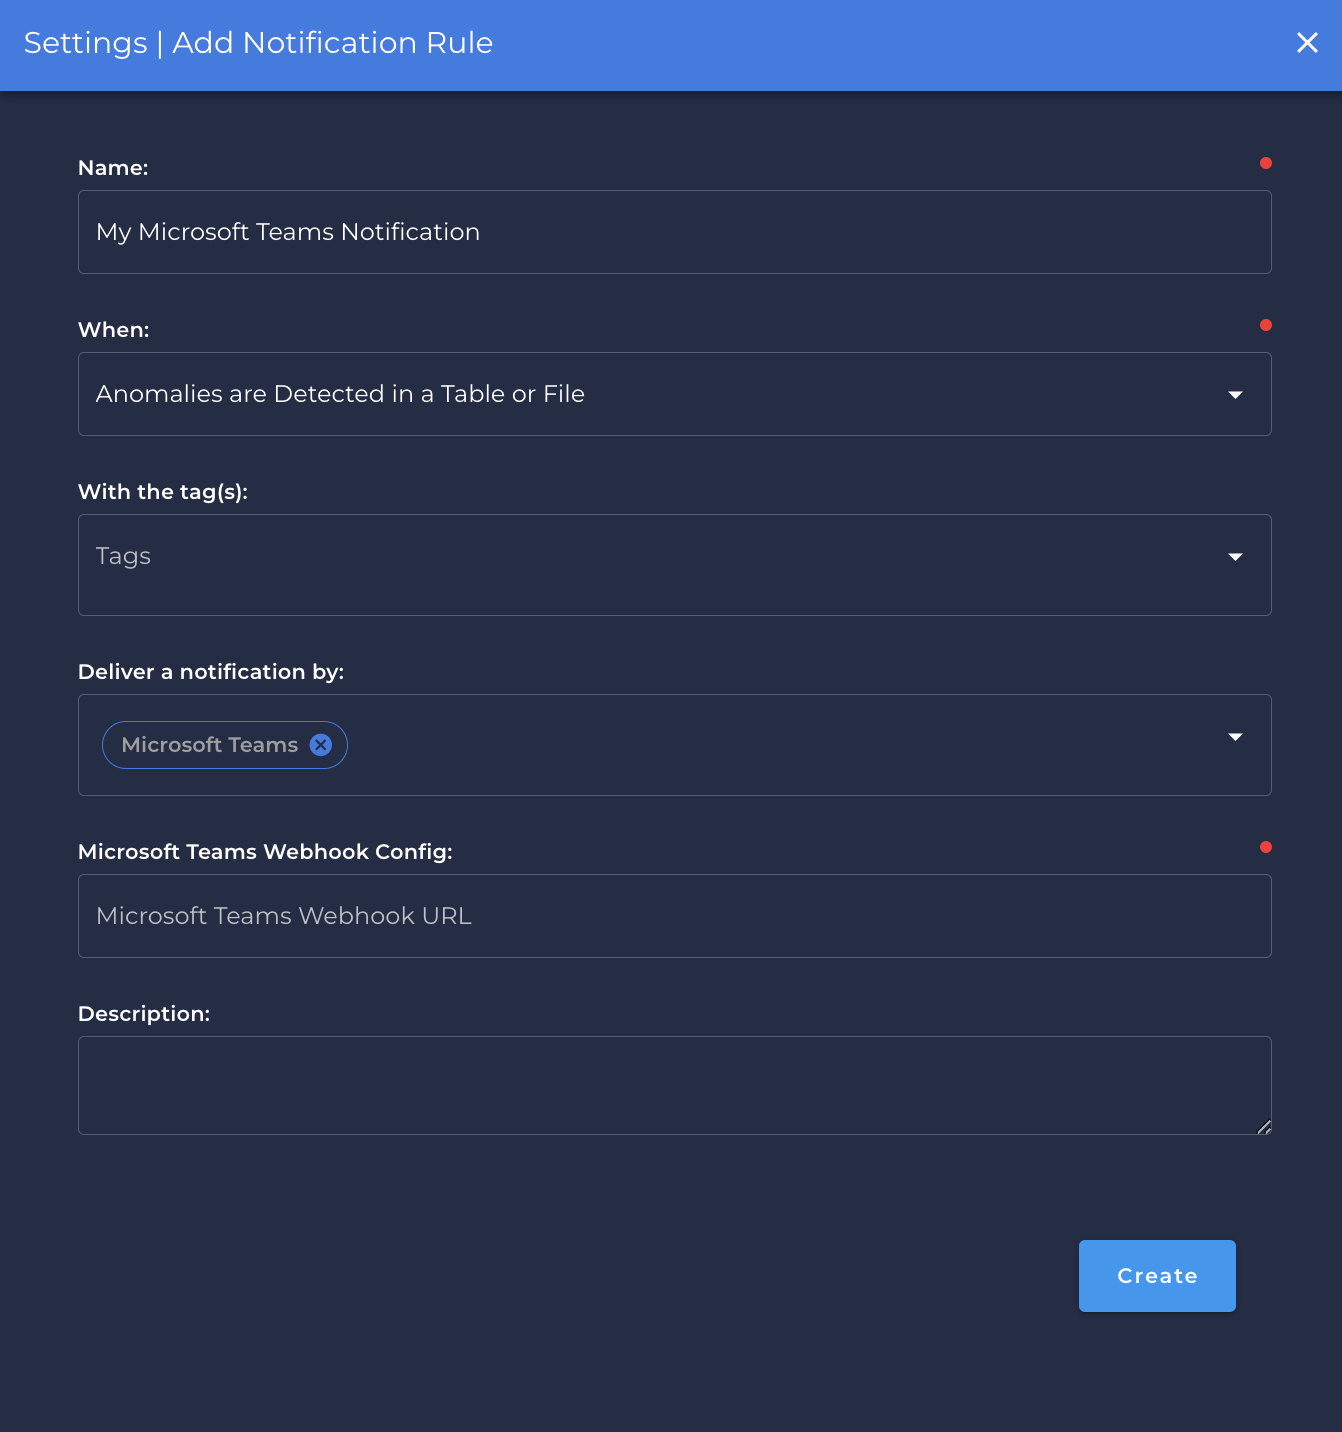 Settings | Add Notification Rule
Name:
My Microsoft Teams Notification
When:
Anomalies are Detected in a Table or File
With the tag(s):
Tags
Deliver a notification by:
Microsoft Teams
Microsoft Teams Webhook Config:
Microsoft Teams Webhook URL
Description:
Create